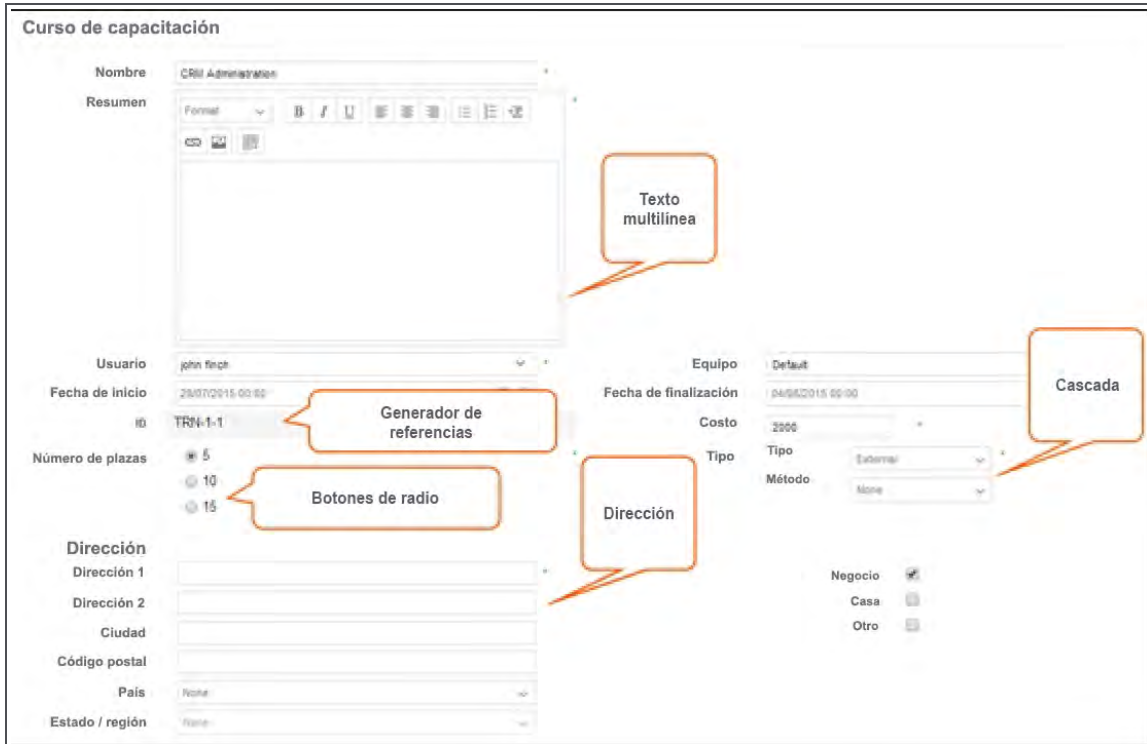 Curso de capacitación
Nombre CRM Administration *
Resumen Format B I U *
Texto
multilínea
Usuario john finch * Equipo Default
Fecha de inicio 28/07/2015 00:00 Fecha de finalización 04/08/2015 00:00
Cascada
ID TRN-1-1 Generador de
referencias
Costo 2000 *
Número de plazas 5 * Tipo Tipo External *
10 Método None
15 Botones de radio
Dirección
Dirección
Dirección 1 * Negocio
Dirección 2 Casa
Ciudad Otro
Código postal
País None
Estado / región None